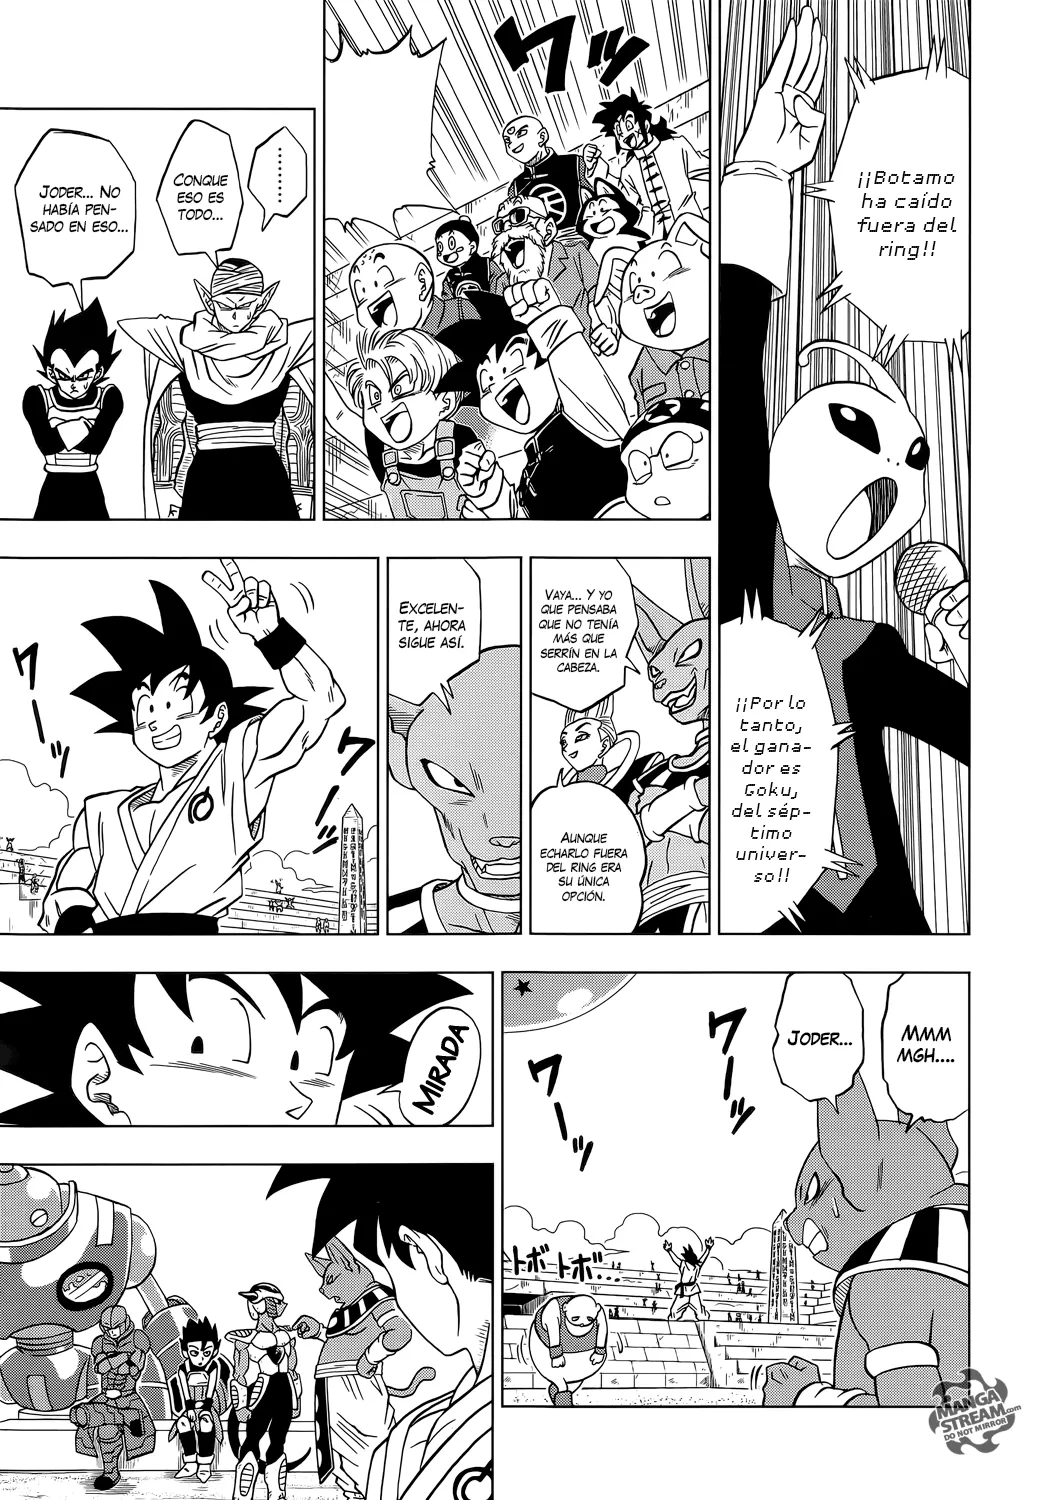 ¡¡Botamo
ha caído
fuera del
ring!!
¡¡Por lo
tanto,
el gana-
dor es
Goku,
del sép-
timo
univer-
so!!
ワッ
.........
Conque
eso es
todo...
Joder... No
había pen-
sado en eso...
Vaya... Y yo
que pensaba
que no tenía
más que
serrín en la
cabeza.
Aunque
echarlo fuera
del ring era
su única
opción.
Excelen-
te, ahora
sigue así.
ワー
ワー
Mmm
mgh....
Joder...
ワー
ワー
トボトボ...
Mirada
MANGA
STREAM.com
DO NOT MIRROR